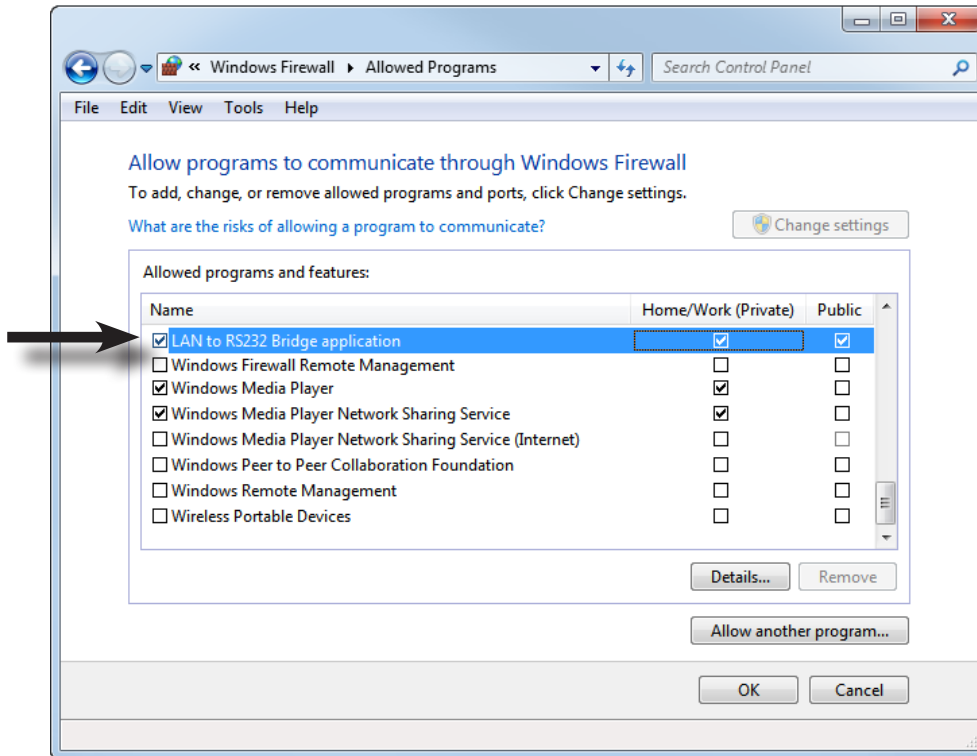 « Windows Firewall ▸ Allowed Programs Search Control Panel
File Edit View Tools Help
Allow programs to communicate through Windows Firewall
To add, change, or remove allowed programs and ports, click Change settings.
What are the risks of allowing a program to communicate? Change settings
Allowed programs and features:
Name Home/Work (Private) Public
LAN to RS232 Bridge application
Windows Firewall Remote Management
Windows Media Player
Windows Media Player Network Sharing Service
Windows Media Player Network Sharing Service (Internet)
Windows Peer to Peer Collaboration Foundation
Windows Remote Management
Wireless Portable Devices
Details... Remove
Allow another program...
OK Cancel